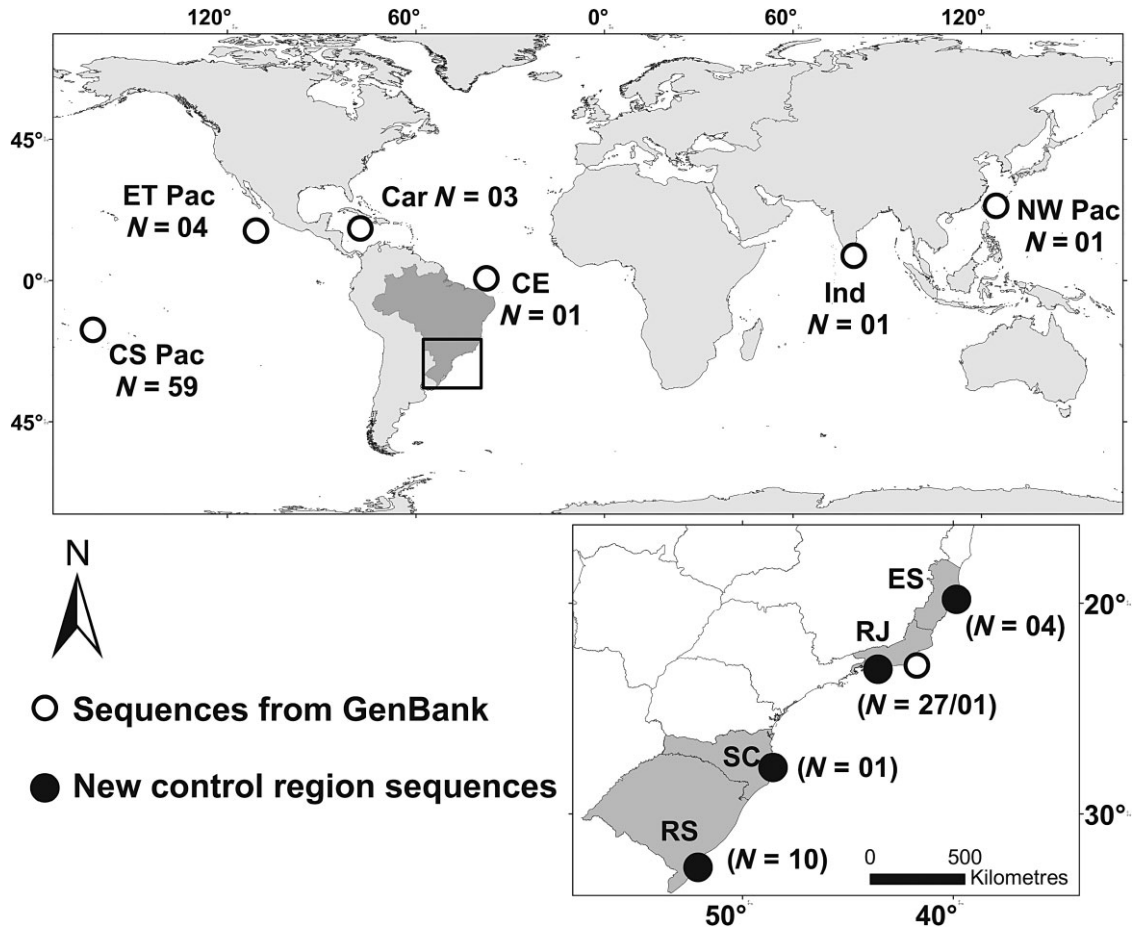 120° 60° 0° 60° 120°
45°
0°
45°
ET Pac
N = 04
Car N = 03
CE
N = 01
CS Pac
N = 59
Ind
N = 01
NW Pac
N = 01
N
Sequences from GenBank
New control region sequences
ES
(N = 04)
RJ
(N = 27/01)
SC
(N = 01)
RS
(N = 10)
0 500
Kilometres
20°
30°
50° 40°